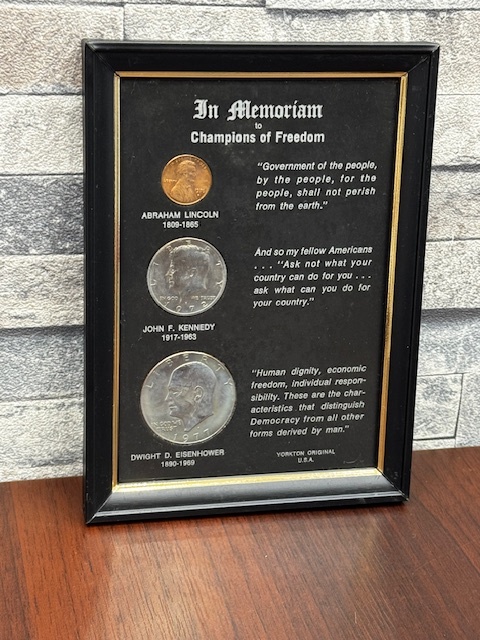 In Memoriam
to
Champions of Freedom
"Government of the people,
by the people, for the
people, shall not perish
from the earth."
ABRAHAM LINCOLN
1809-1865
And so my fellow Americans
. . . "Ask not what your
country can do for you . . .
ask what can you do for
your country."
IN GOD WE TRUST
JOHN F. KENNEDY
1917-1963
"Human dignity, economic
freedom, individual respon-
sibility. These are the char-
acteristics that distinguish
Democracy from all other
forms derived by man."
LIBERTY
DWIGHT D. EISENHOWER
1890-1969
YORKTON ORIGINAL
U.S.A.